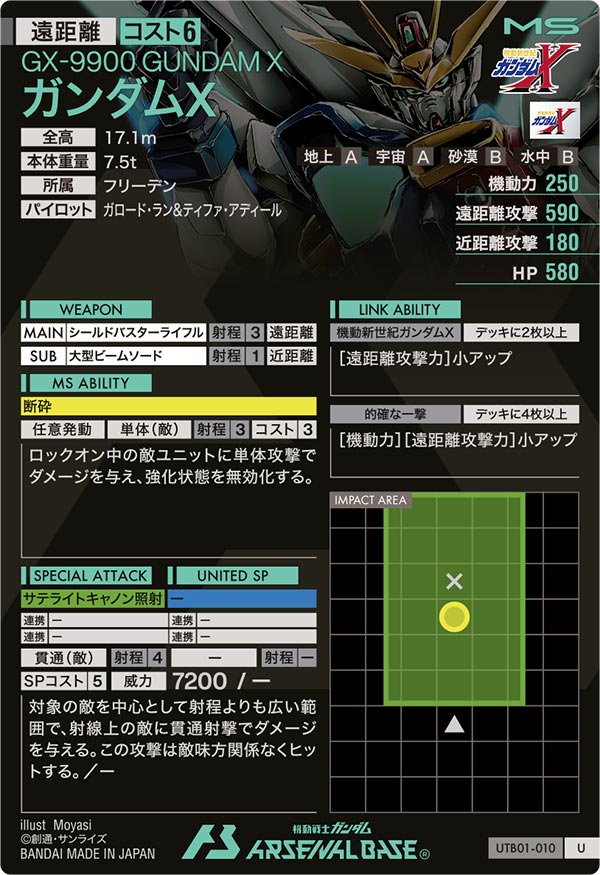 遠距離 コスト6 MS
GX-9900 GUNDAM X
ガンダムX
機動新世紀 ガンダムX
ガンダムX
全高 17.1m
本体重量 7.5t
所属 フリーデン
パイロット ガロード・ラン&ティファ・アディール
地上 A 宇宙 A 砂漠 B 水中 B
機動力 250
遠距離攻撃 590
近距離攻撃 180
HP 580
WEAPON
MAIN シールドバスターライフル 射程 3 遠距離
SUB 大型ビームソード 射程 1 近距離
MS ABILITY
断砕
任意発動 単体(敵) 射程 3 コスト 3
ロックオン中の敵ユニットに単体攻撃で
ダメージを与え、強化状態を無効化する。
LINK ABILITY
機動新世紀ガンダムX デッキに2枚以上
[遠距離攻撃力]小アップ
的確な一撃 デッキに4枚以上
[機動力][遠距離攻撃力]小アップ
IMPACT AREA
SPECIAL ATTACK UNITED SP
サテライトキャノン照射 ー
連携 ー 連携 ー
連携 ー 連携 ー
貫通(敵) 射程 4 ー 射程 ー
SPコスト 5 威力 7200 / ー
対象の敵を中心として射程よりも広い範
囲で、射線上の敵に貫通射撃でダメージ
を与える。この攻撃は敵味方関係なくヒッ
トする。/ー
illust Moyasi
©創通・サンライズ
BANDAI MADE IN JAPAN
機動戦士ガンダム
AB ARSENAL BASE ®
UTB01-010 U